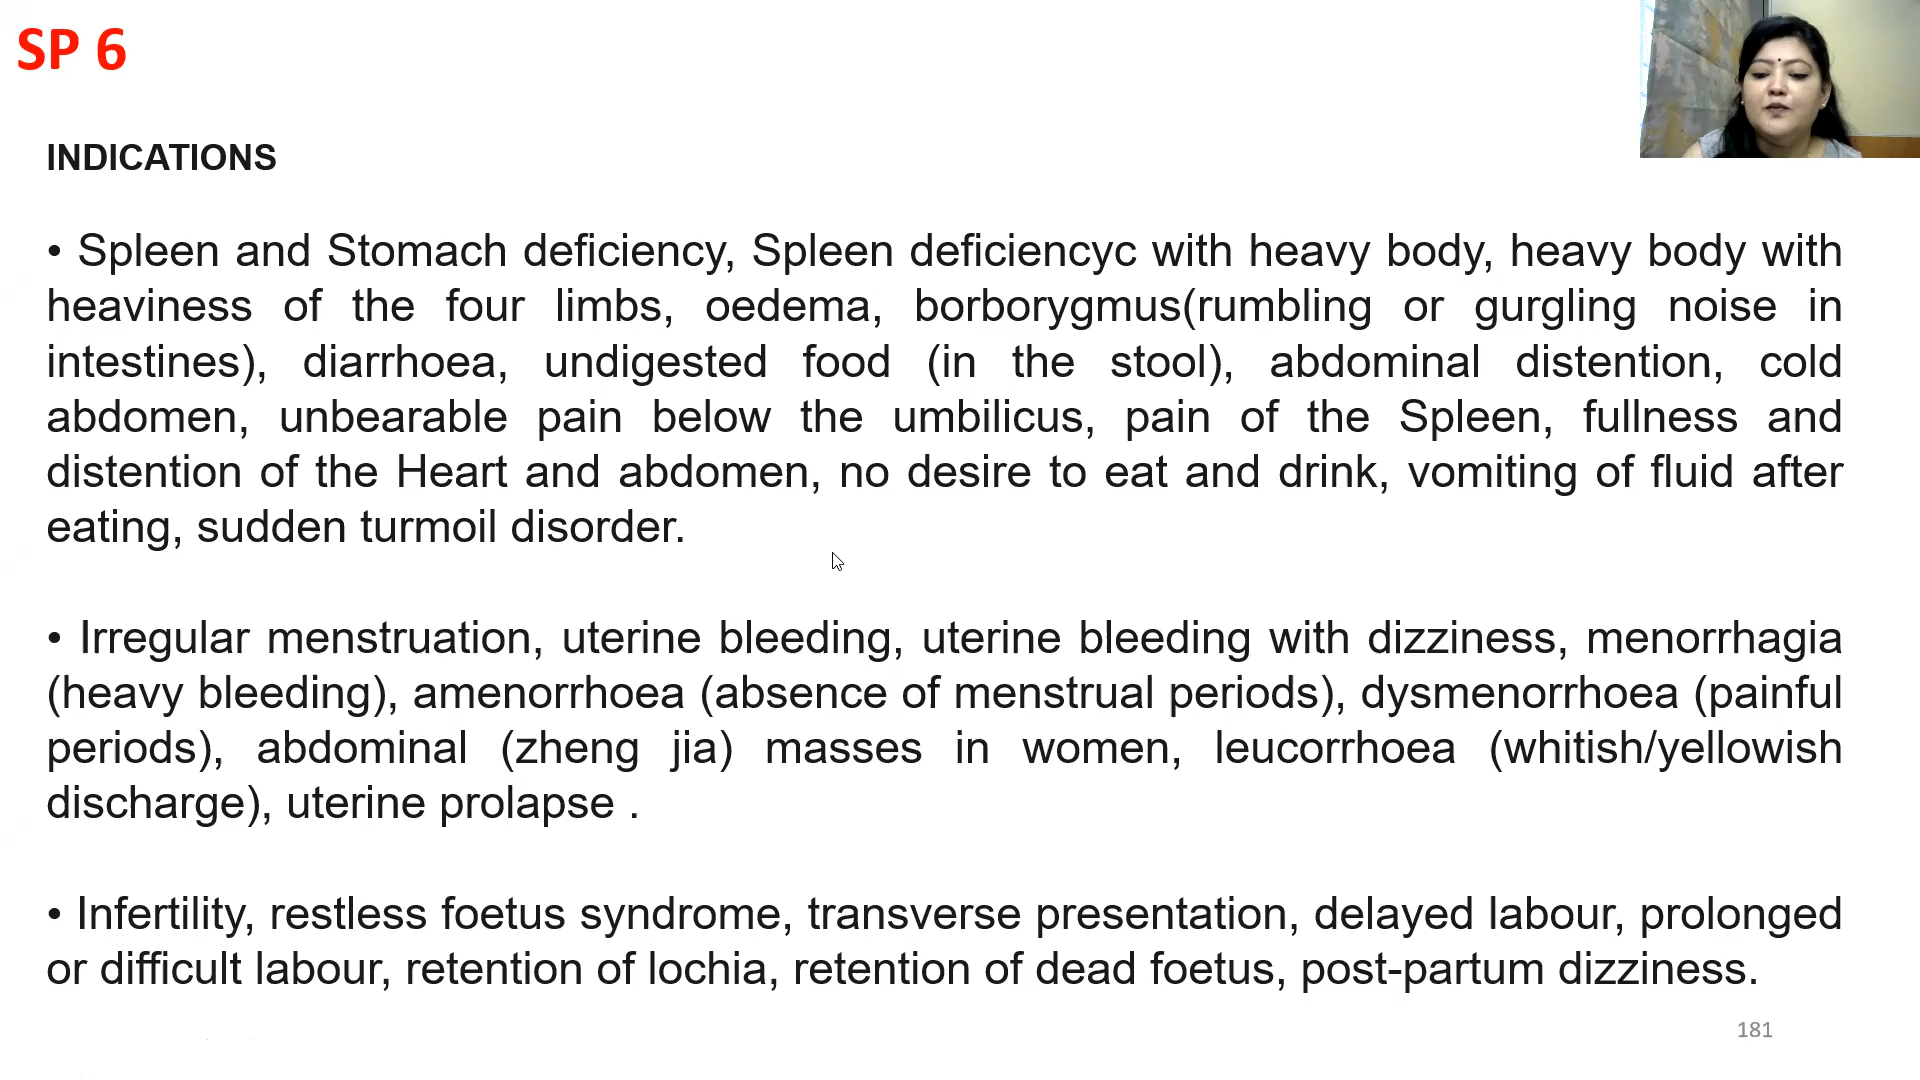 SP 6
INDICATIONS
• Spleen and Stomach deficiency, Spleen deficiencyc with heavy body, heavy body with
heaviness of the four limbs, oedema, borborygmus(rumbling or gurgling noise in
intestines), diarrhoea, undigested food (in the stool), abdominal distention, cold
abdomen, unbearable pain below the umbilicus, pain of the Spleen, fullness and
distention of the Heart and abdomen, no desire to eat and drink, vomiting of fluid after
eating, sudden turmoil disorder.
• Irregular menstruation, uterine bleeding, uterine bleeding with dizziness, menorrhagia
(heavy bleeding), amenorrhoea (absence of menstrual periods), dysmenorrhoea (painful
periods), abdominal (zheng jia) masses in women, leucorrhoea (whitish/yellowish
discharge), uterine prolapse .
• Infertility, restless foetus syndrome, transverse presentation, delayed labour, prolonged
or difficult labour, retention of lochia, retention of dead foetus, post-partum dizziness.
181